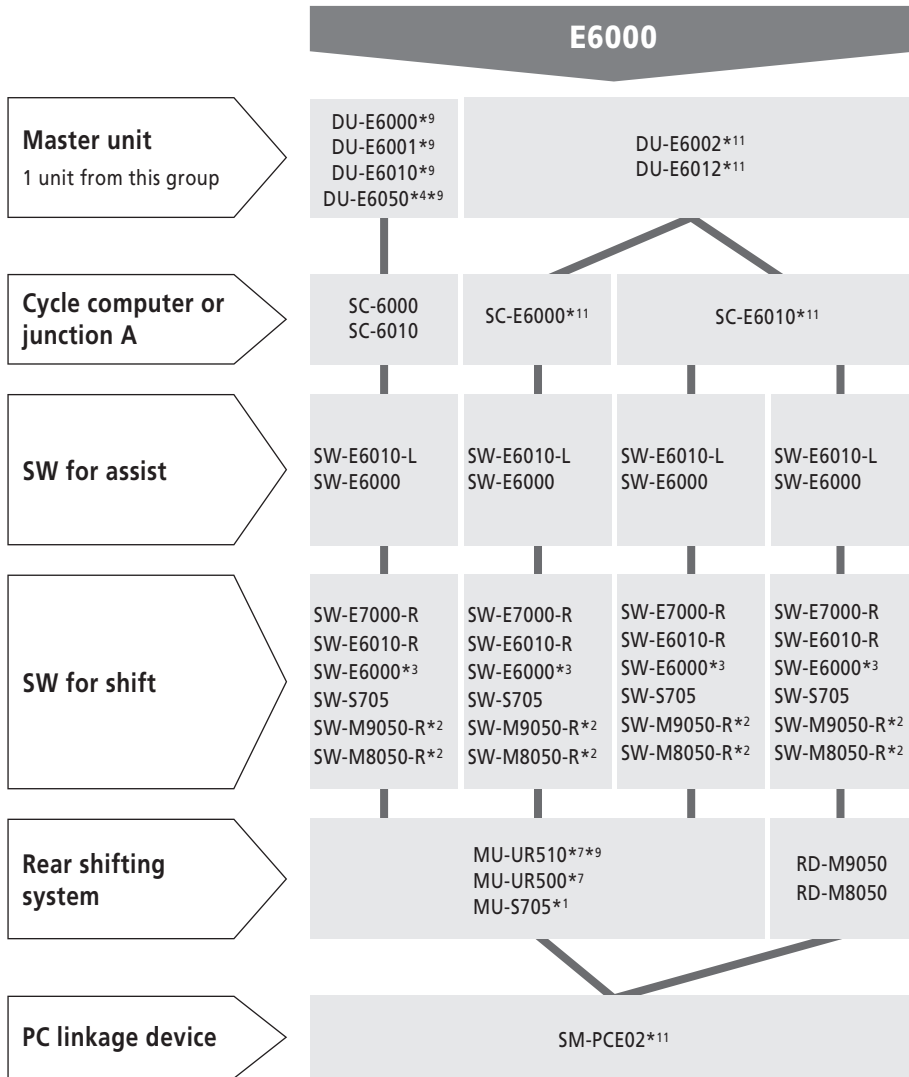 E6000
Master unit
1 unit from this group
DU-E6000*9
DU-E6001*9
DU-E6010*9
DU-E6050*4*9
DU-E6002*11
DU-E6012*11
Cycle computer or
junction A
SC-6000
SC-6010
SC-E6000*11
SC-E6010*11
SW for assist
SW-E6010-L
SW-E6000
SW-E6010-L
SW-E6000
SW-E6010-L
SW-E6000
SW-E6010-L
SW-E6000
SW for shift
SW-E7000-R
SW-E6010-R
SW-E6000*3
SW-S705
SW-M9050-R*2
SW-M8050-R*2
SW-E7000-R
SW-E6010-R
SW-E6000*3
SW-S705
SW-M9050-R*2
SW-M8050-R*2
SW-E7000-R
SW-E6010-R
SW-E6000*3
SW-S705
SW-M9050-R*2
SW-M8050-R*2
SW-E7000-R
SW-E6010-R
SW-E6000*3
SW-S705
SW-M9050-R*2
SW-M8050-R*2
Rear shifting
system
MU-UR510*7*9
MU-UR500*7
MU-S705*1
RD-M9050
RD-M8050
PC linkage device
SM-PCE02*11